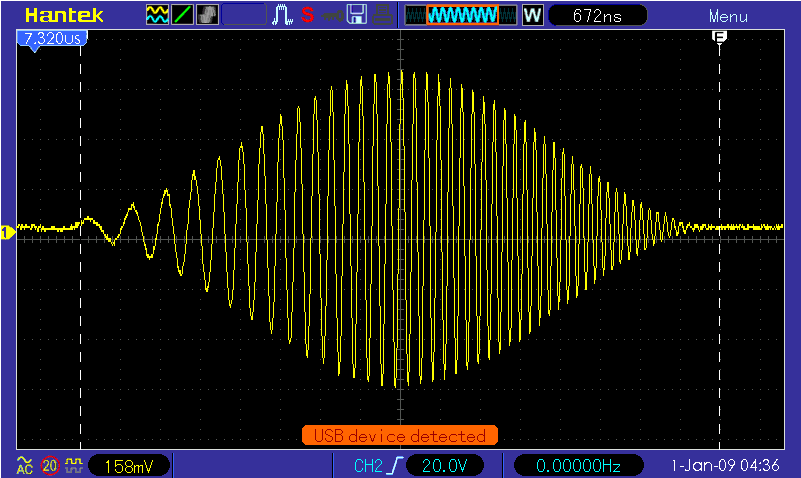 Hantek S W 672ns Menu
7.320us E
1
USB device detected
AC 20 158mV CH2 20.0V 0.00000Hz 1-Jan-09 04:36